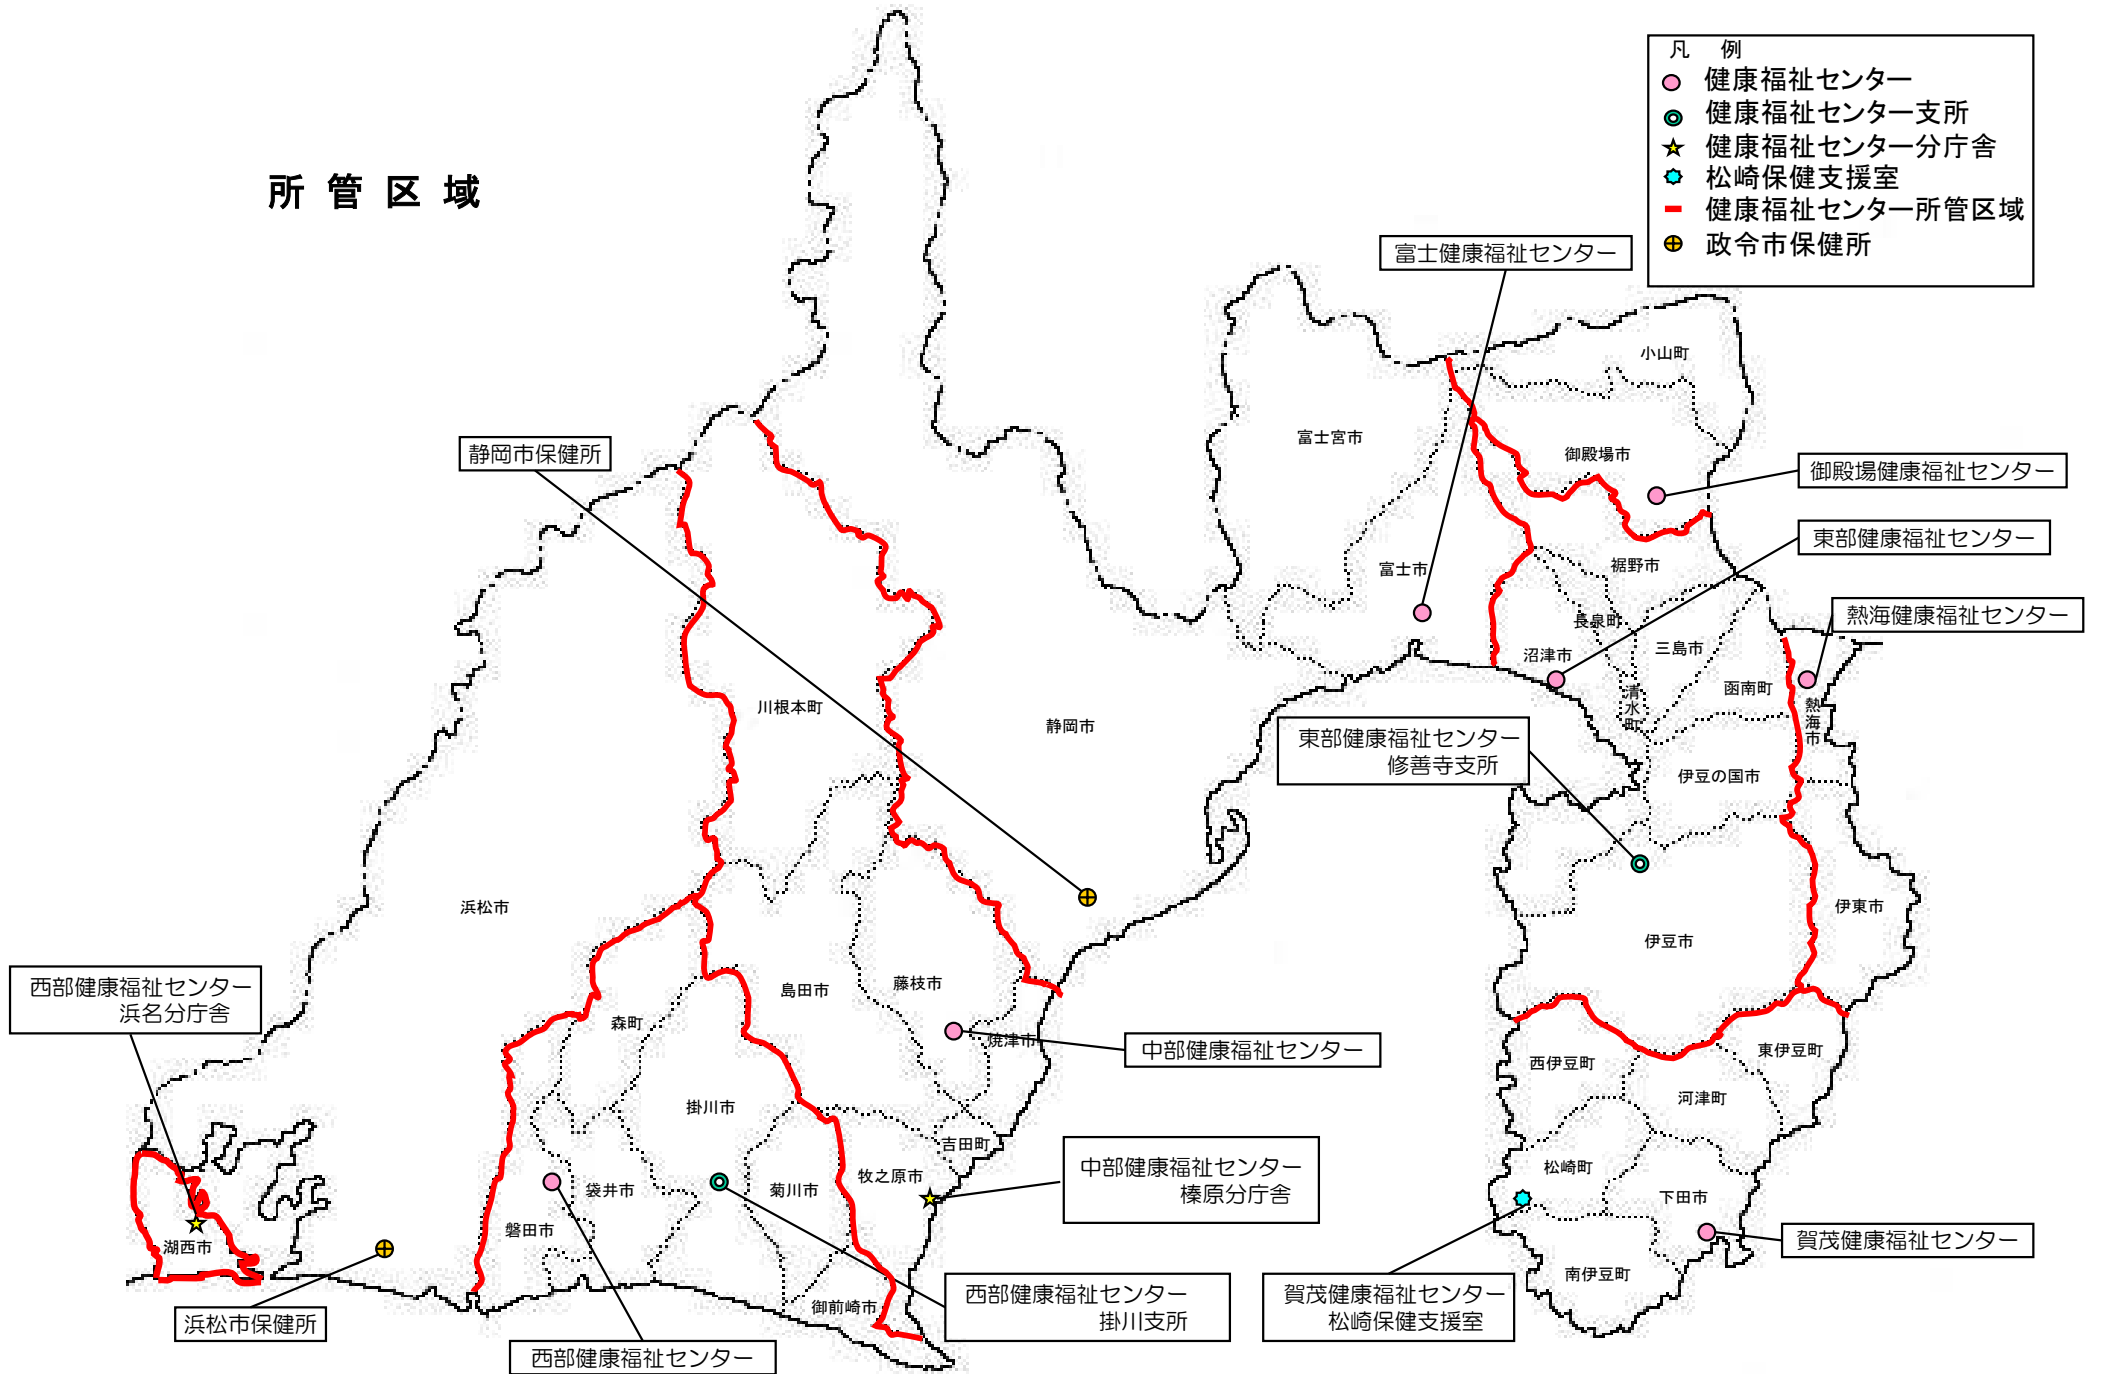 所管区域
凡 例
健康福祉センター
健康福祉センター支所
健康福祉センター分庁舎
松崎保健支援室
健康福祉センター所管区域
政令市保健所
富士健康福祉センター
小山町
富士宮市
御殿場市
静岡市保健所
御殿場健康福祉センター
東部健康福祉センター
裾野市
富士市
熱海健康福祉センター
長泉町
三島市
沼津市
函南町
清水町
熱海市
川根本町
静岡市
東部健康福祉センター
修善寺支所
伊豆の国市
浜松市
伊東市
伊豆市
西部健康福祉センター
浜名分庁舎
島田市
藤枝市
森町
焼津市
中部健康福祉センター
西伊豆町
東伊豆町
河津町
掛川市
吉田町
中部健康福祉センター
榛原分庁舎
牧之原市
松崎町
袋井市
菊川市
下田市
磐田市
湖西市
賀茂健康福祉センター
南伊豆町
西部健康福祉センター
掛川支所
賀茂健康福祉センター
松崎保健支援室
御前崎市
浜松市保健所
西部健康福祉センター